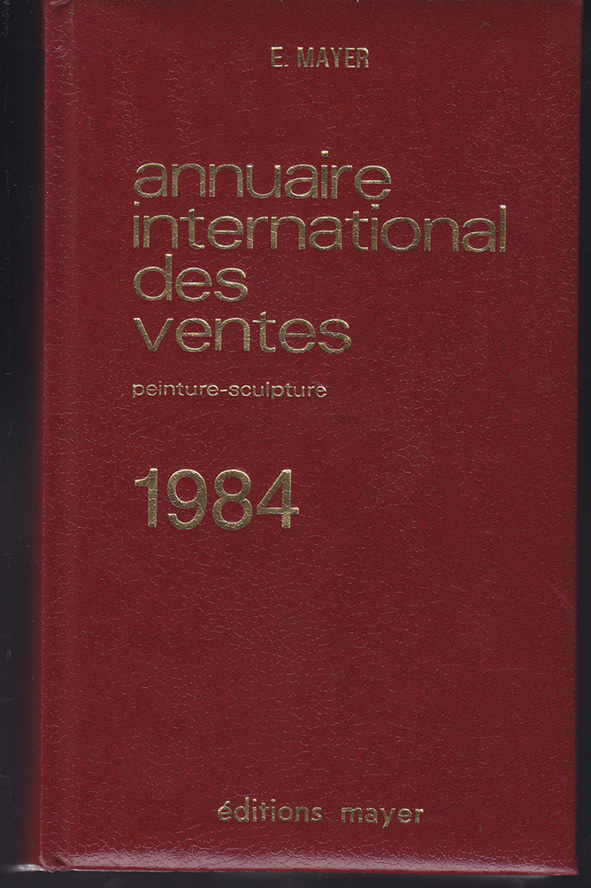 E. MAYER
annuaire
international
des
ventes
peinture-sculpture
1984
éditions mayer